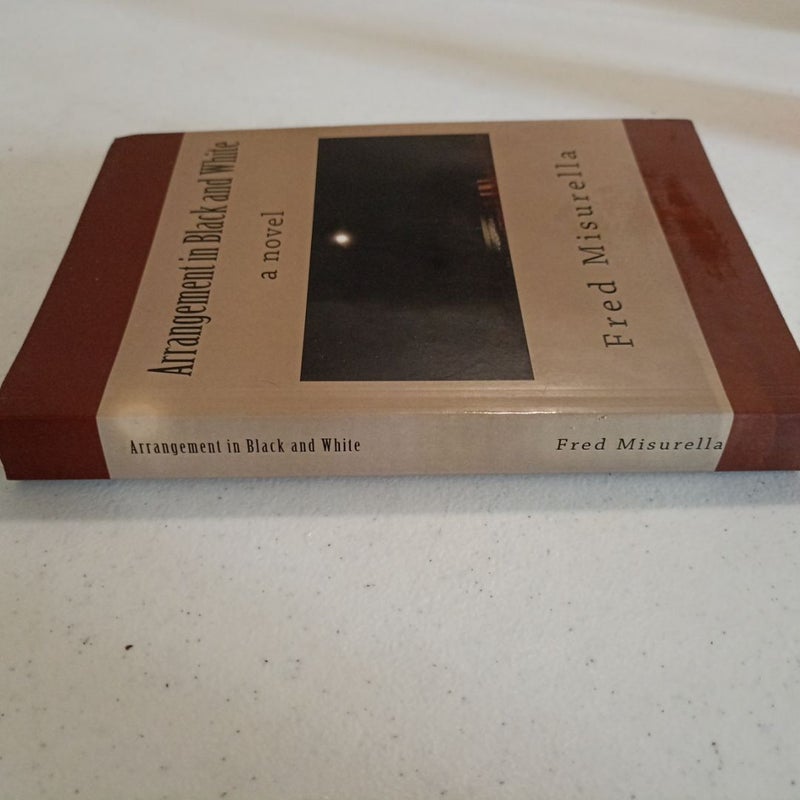 Arrangement in Black and White
a novel
Fred Misurella
Arrangement in Black and White
Fred Misurella